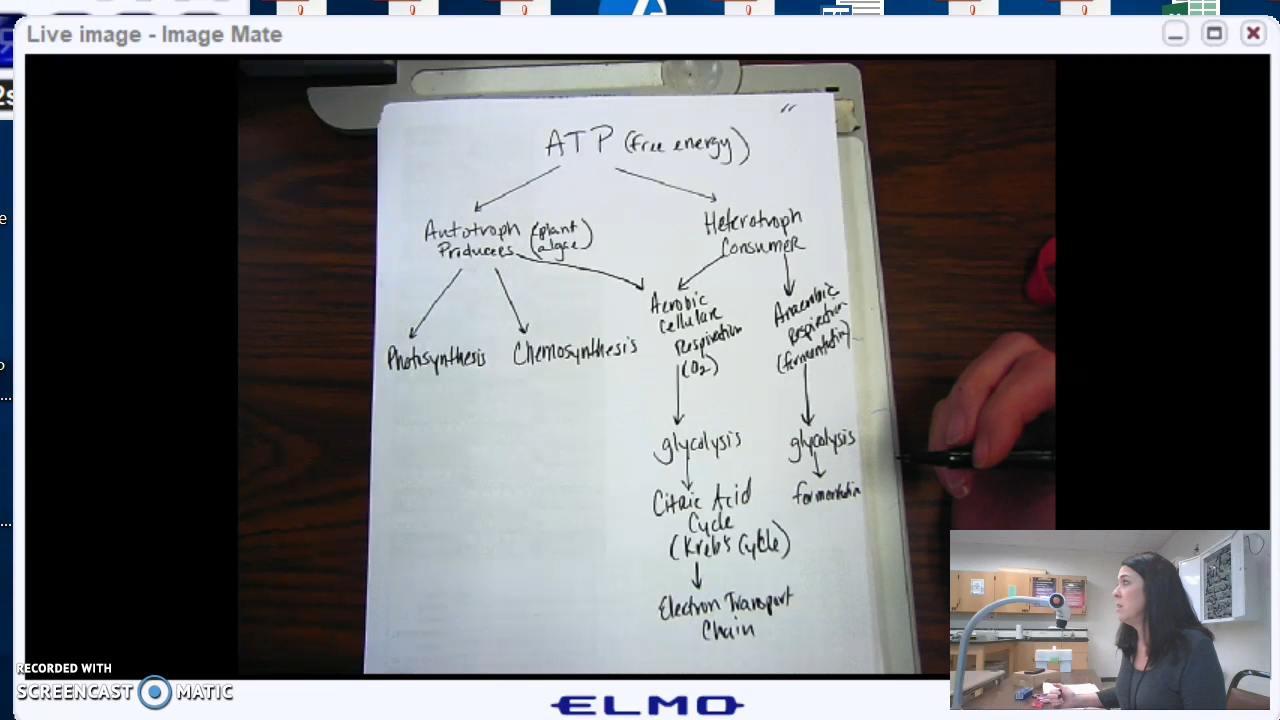 Live image - Image Mate
ATP (free energy)
Autotroph (plant
Producers algae)
Heterotroph
Consumer
Photosynthesis
Chemosynthesis
Aerobic
Cellular
Respiration
(O2)
Anaerobic
Respiration
(fermentation)
glycolysis
Citric Acid
Cycle
(Kreb's Cycle)
Electron Transport
Chain
glycolysis
fermentation
RECORDED WITH
SCREENCAST MATIC
ELMO